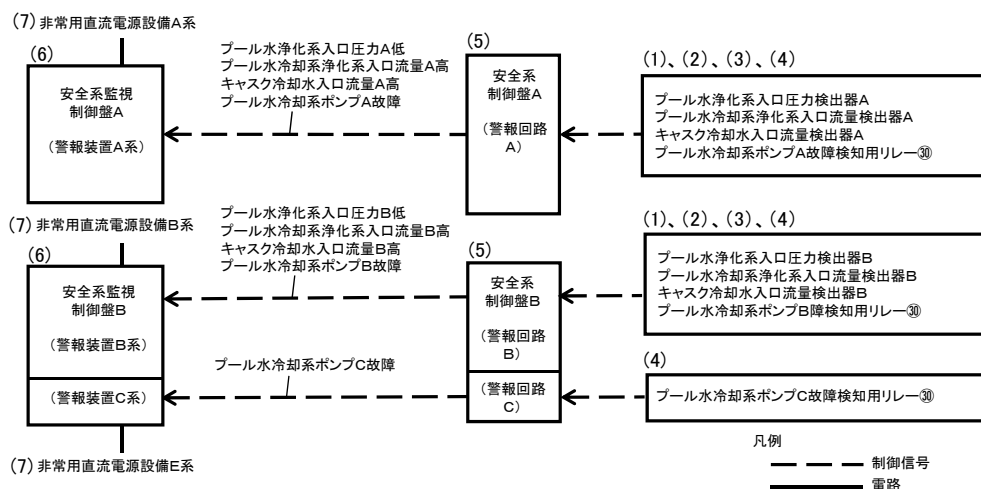 (7) 非常用直流電源設備A系
(6)
安全系監視
制御盤A
(警報装置A系)
プール水浄化系入口圧力A低
プール水冷却系浄化系入口流量A高
キャスク冷却水入口流量A高
プール水冷却系ポンプA故障
(5)
安全系
制御盤A
(警報回路
A)
(1)、(2)、(3)、(4)
プール水浄化系入口圧力検出器A
プール水冷却系浄化系入口流量検出器A
キャスク冷却水入口流量検出器A
プール水冷却系ポンプA故障検知用リレー㉚
(7) 非常用直流電源設備B系
(6)
安全系監視
制御盤B
(警報装置B系)
(警報装置C系)
プール水浄化系入口圧力B低
プール水冷却系浄化系入口流量B高
キャスク冷却水入口流量B高
プール水冷却系ポンプB故障
プール水冷却系ポンプC故障
(5)
安全系
制御盤B
(警報回路
B)
(警報回路
C)
(1)、(2)、(3)、(4)
プール水浄化系入口圧力検出器B
プール水冷却系浄化系入口流量検出器B
キャスク冷却水入口流量検出器B
プール水冷却系ポンプB障検知用リレー㉚
(4)
プール水冷却系ポンプC故障検知用リレー㉚
(7) 非常用直流電源設備E系
凡例
制御信号
電路